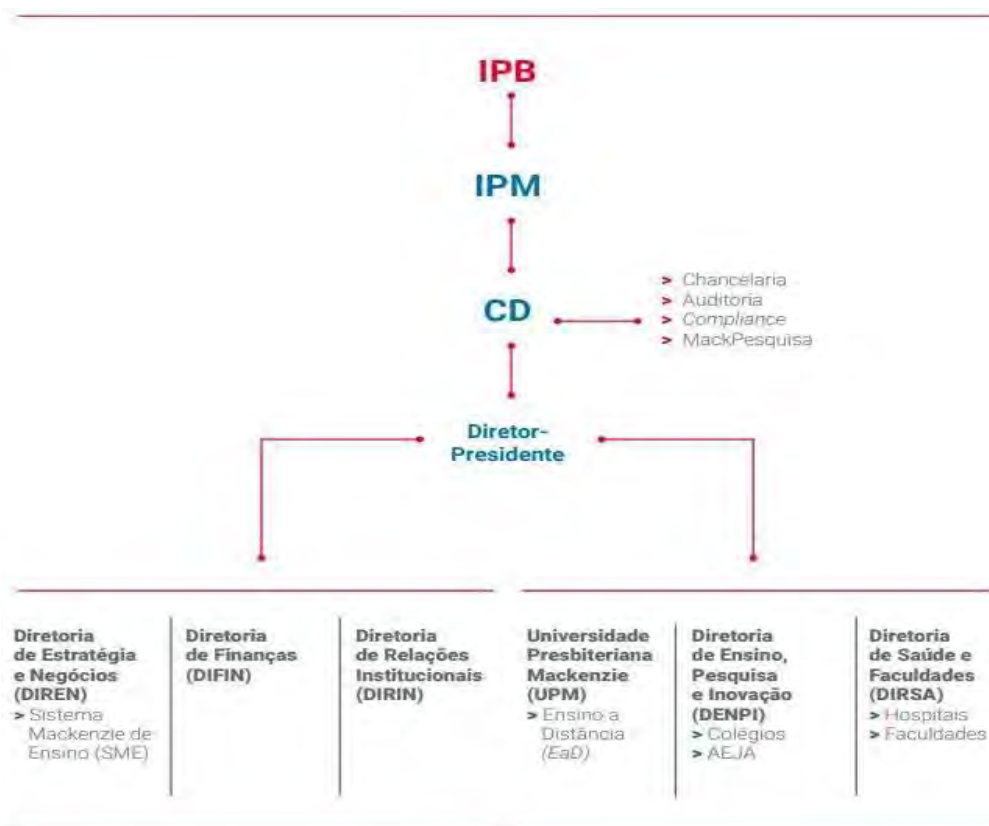 IPB
IPM
CD
> Chancelaria
> Auditoria
> Compliance
> MackPesquisa
Diretor-
Presidente
Diretoria
de Estratégia
e Negócios
(DIREN)
> Sistema
Mackenzie de
Ensino (SME)
Diretoria
de Finanças
(DIFIN)
Diretoria
de Relações
Institucionais
(DIRIN)
Universidade
Presbiteriana
Mackenzie
(UPM)
> Ensino a
Distância
(EaD)
Diretoria
de Ensino,
Pesquisa
e Inovação
(DENPI)
> Colégios
> AEJA
Diretoria
de Saúde e
Faculdades
(DIRSA)
> Hospitais
> Faculdades